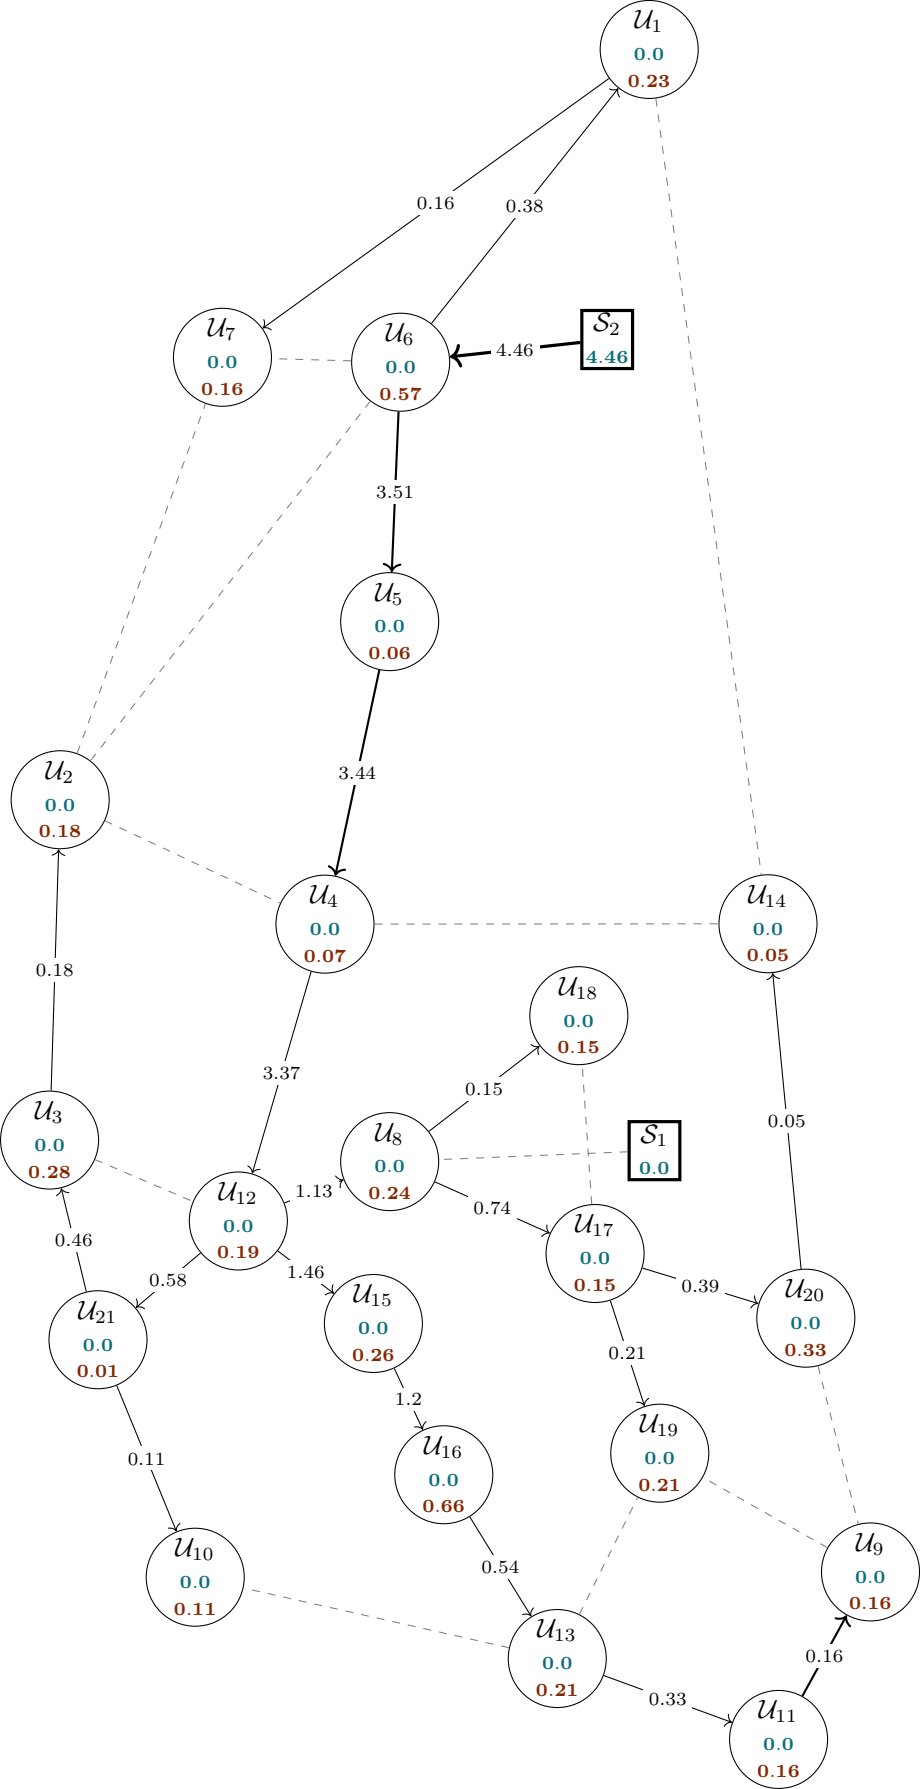 𝒰₁
0.0
0.23
0.16
0.38
𝒰₇
0.0
0.16
𝒰₆
0.0
0.57
4.46
𝒮₂
4.46
3.51
𝒰₅
0.0
0.06
3.44
𝒰₂
0.0
0.18
𝒰₄
0.0
0.07
𝒰₁₄
0.0
0.05
0.18
𝒰₁₈
0.0
0.15
3.37
0.15
0.05
𝒰₃
0.0
0.28
𝒰₈
0.0
0.24
𝒮₁
0.0
𝒰₁₂
0.0
0.19
1.13
0.74
𝒰₁₇
0.0
0.15
0.46
0.58
1.46
0.39
𝒰₂₁
0.0
0.01
𝒰₁₅
0.0
0.26
𝒰₂₀
0.0
0.33
0.21
1.2
0.11
𝒰₁₆
0.0
0.66
𝒰₁₉
0.0
0.21
𝒰₁₀
0.0
0.11
0.54
𝒰₉
0.0
0.16
𝒰₁₃
0.0
0.21
0.16
0.33
𝒰₁₁
0.0
0.16